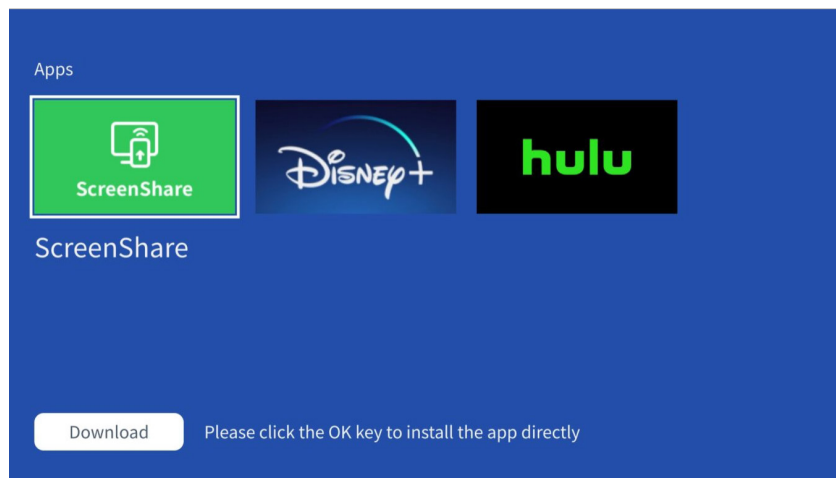 Apps
ScreenShare
Disney+
hulu
ScreenShare
Download
Please click the OK key to install the app directly